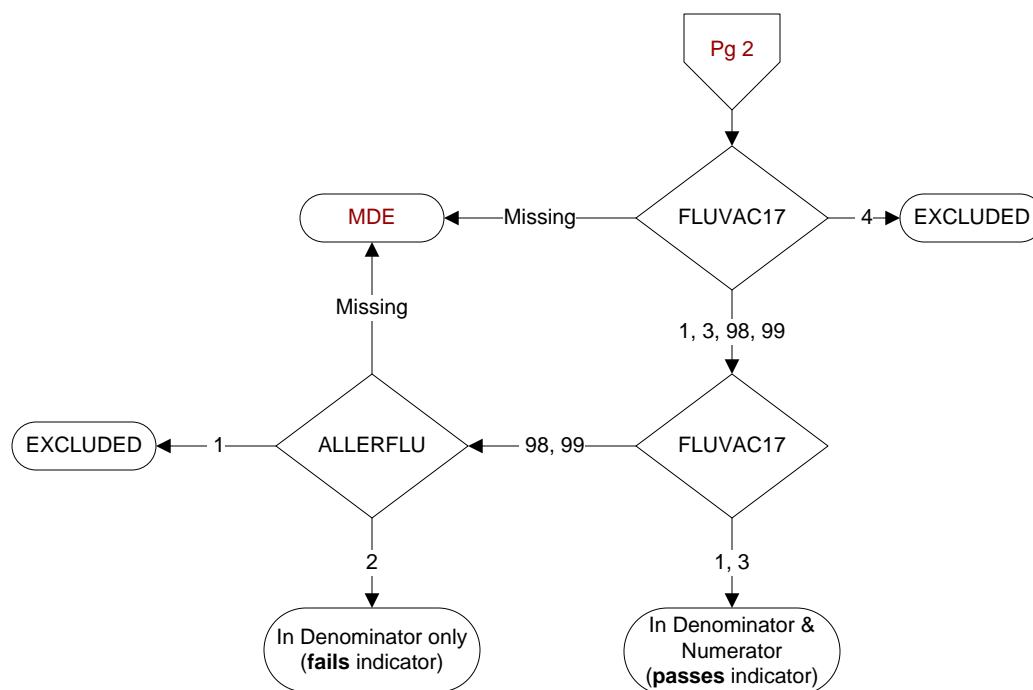 Pg 2
MDE
Missing
FLUVAC17
4
EXCLUDED
Missing
1, 3, 98, 99
EXCLUDED
1
ALLERFLU
98, 99
FLUVAC17
2
1, 3
In Denominator only
(fails indicator)
In Denominator &
Numerator
(passes indicator)